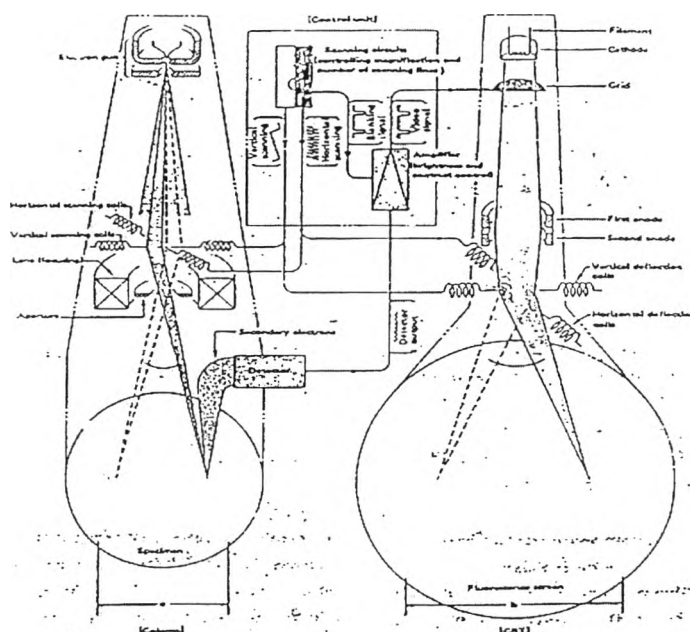 [Control unit]
Scanning circuits
(controlling magnification and
number of scanning lines)
Filament
Cathode
Grid
Electron gun
Vertical
scanning
Horizontal
scanning
Blanking
signal
Video
signal
Amplifier
(brightness and
contrast control)
Horizontal scanning coils
Vertical scanning coils
Lens
Aperture
First anode
Second anode
Vertical deflection
coils
Horizontal deflection
coils
Detector
output
Secondary electrons
Detector
Specimen
a
[Column]
Fluorescence screen
b
[CRT]